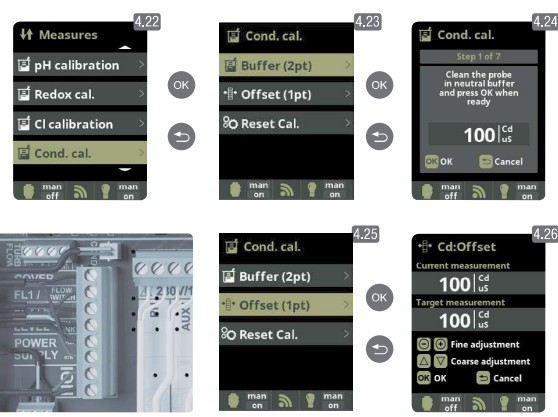 4.22
Measures
pH calibration
Redox cal.
Cl calibration
Cond. cal.
man off
man on
4.23
Cond. cal.
Buffer (2pt)
Offset (1pt)
Reset Cal.
man on
man on
OK
OK
4.24
Cond. cal.
Step 1 of 7
Clean the probe
in neutral buffer
and press OK when
ready
100 Cd uS
OK OK Cancel
man off
man on
FLOW
COVER
FL1 / FLOW
POWER
SUPPLY
AUX
4.25
Cond. cal.
Buffer (2pt)
Offset (1pt)
Reset Cal.
man on
man on
OK
4.26
Cd:Offset
Current measurement
100 Cd uS
Target measurement
100 Cd uS
Fine adjustment
Coarse adjustment
OK OK Cancel
man off
man on